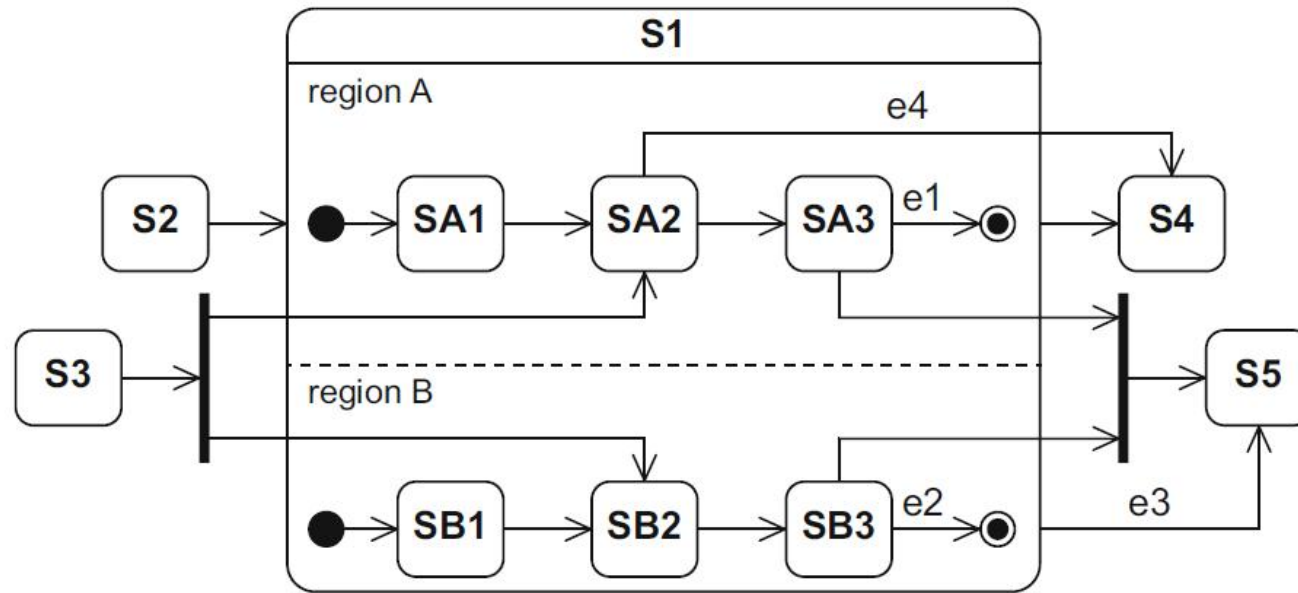 S1
region A
e4
S2
SA1
SA2
SA3
e1
S4
S3
region B
S5
SB1
SB2
SB3
e2
e3